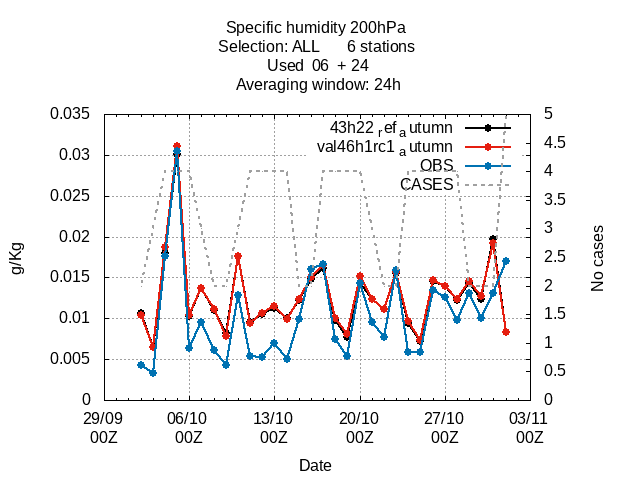 Specific humidity 200hPa
Selection: ALL 6 stations
Used 06 + 24
Averaging window: 24h
0.035
0.03
0.025
0.02
0.015
0.01
0.005
0
5
4.5
4
3.5
3
2.5
2
1.5
1
0.5
0
43h22 ref a utumn
val46h1rc1 a utumn
OBS
CASES
g/Kg
No cases
29/09 06/10 13/10 20/10 27/10 03/11
00Z 00Z 00Z 00Z 00Z 00Z
Date